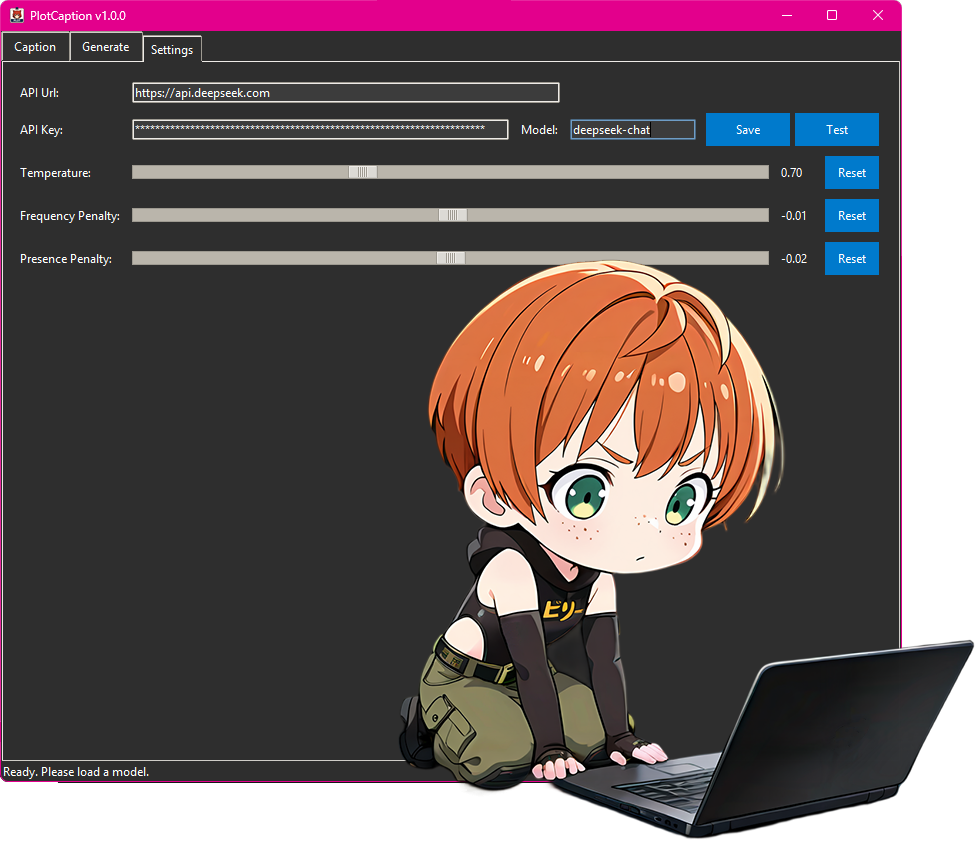 PlotCaption v1.0.0
Caption Generate Settings
API Url: https://api.deepseek.com
API Key: ********************************************************************** Model: deepseek-chat Save Test
Temperature: 0.70 Reset
Frequency Penalty: -0.01 Reset
Presence Penalty: -0.02 Reset
ビリー
Ready. Please load a model.